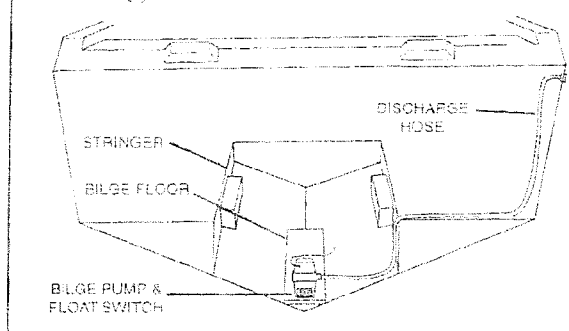 DISCHARGE
HOSE
STRINGER
BILGE FLOOR
BILGE PUMP &
FLOAT SWITCH